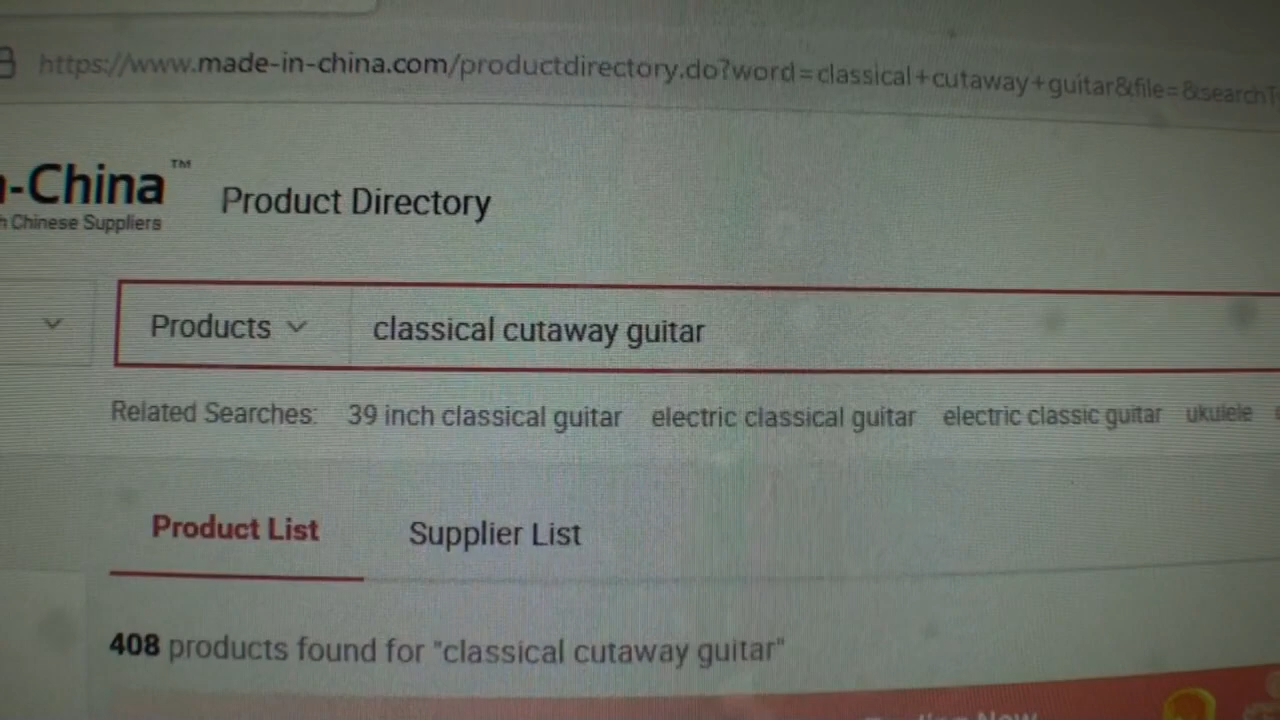 https://www.made-in-china.com/productdirectory.do?word=classical+cutaway+guitar&file=&searchT
-China™
Product Directory
Chinese Suppliers
Products
classical cutaway guitar
Related Searches: 39 inch classical guitar electric classical guitar electric classic guitar ukulele
Product List
Supplier List
408 products found for "classical cutaway guitar"